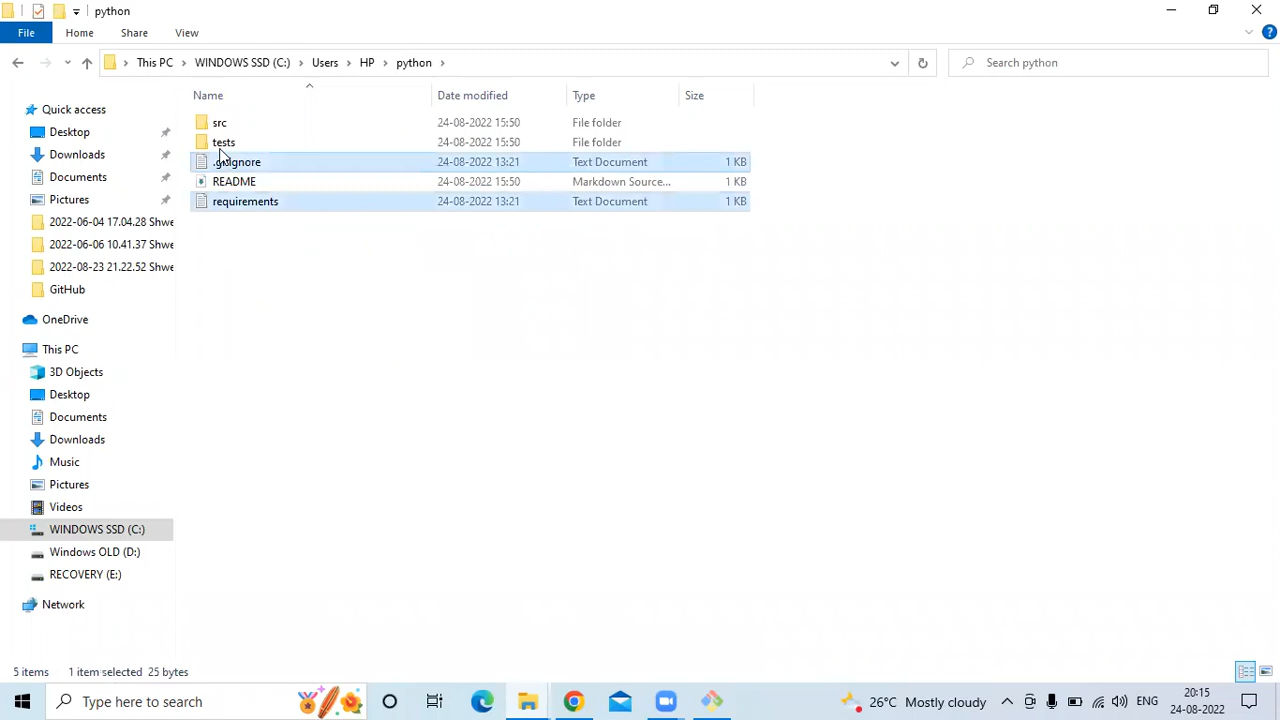 python
File Home Share View
This PC WINDOWS SSD (C:) Users HP python Search python
Name Date modified Type Size
src 24-08-2022 15:50 File folder
tests 24-08-2022 15:50 File folder
.gitignore 24-08-2022 13:21 Text Document 1 KB
README 24-08-2022 15:50 Markdown Source... 1 KB
requirements 24-08-2022 13:21 Text Document 1 KB
Quick access
Desktop
Downloads
Documents
Pictures
2022-06-04 17.04.28 Shwe
2022-06-06 10.41.37 Shwe
2022-08-23 21.22.52 Shwe
GitHub
OneDrive
This PC
3D Objects
Desktop
Documents
Downloads
Music
Pictures
Videos
WINDOWS SSD (C:)
Windows OLD (D:)
RECOVERY (E:)
Network
5 items 1 item selected 25 bytes
Type here to search 26°C Mostly cloudy ENG 20:15
24-08-2022